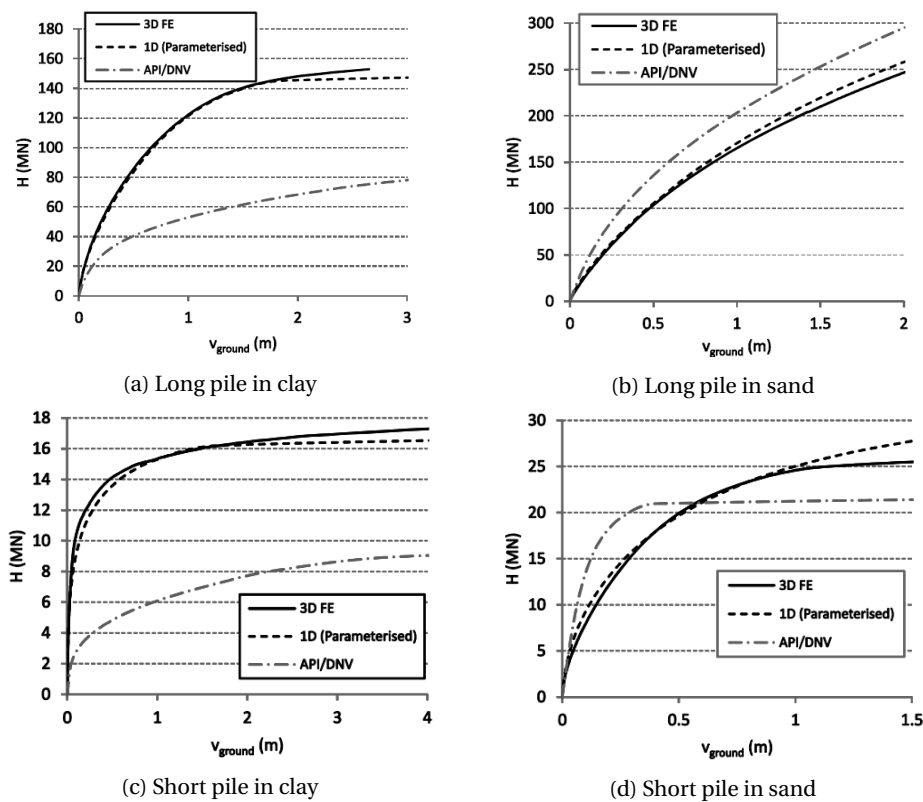 180
160
140
120
100
80
60
40
20
0
H (MN)
3D FE
1D (Parameterised)
API/DNV
0 1 2 3
v_ground (m)
(a) Long pile in clay
300
250
200
150
100
50
0
H (MN)
3D FE
1D (Parameterised)
API/DNV
0 0.5 1 1.5 2
v_ground (m)
(b) Long pile in sand
18
16
14
12
10
8
6
4
2
0
H (MN)
3D FE
1D (Parameterised)
API/DNV
0 1 2 3 4
v_ground (m)
(c) Short pile in clay
30
25
20
15
10
5
0
H (MN)
3D FE
1D (Parameterised)
API/DNV
0 0.5 1 1.5
v_ground (m)
(d) Short pile in sand